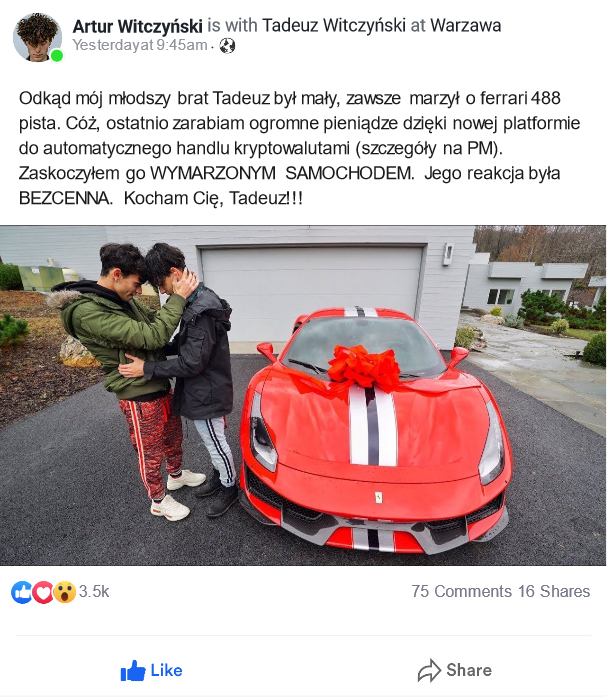 Artur Witczyński is with Tadeuz Witczyński at Warzawa
Yesterdayat 9:45am ·
Odkąd mój młodszy brat Tadeuz był mały, zawsze marzył o ferrari 488
pista. Cóż, ostatnio zarabiam ogromne pieniądze dzięki nowej platformie
do automatycznego handlu kryptowalutami (szczegóły na PM).
Zaskoczyłem go WYMARZONYM SAMOCHODEM. Jego reakcja była
BEZCENNA. Kocham Cię, Tadeuz!!!
3.5k 75 Comments 16 Shares
Like Share